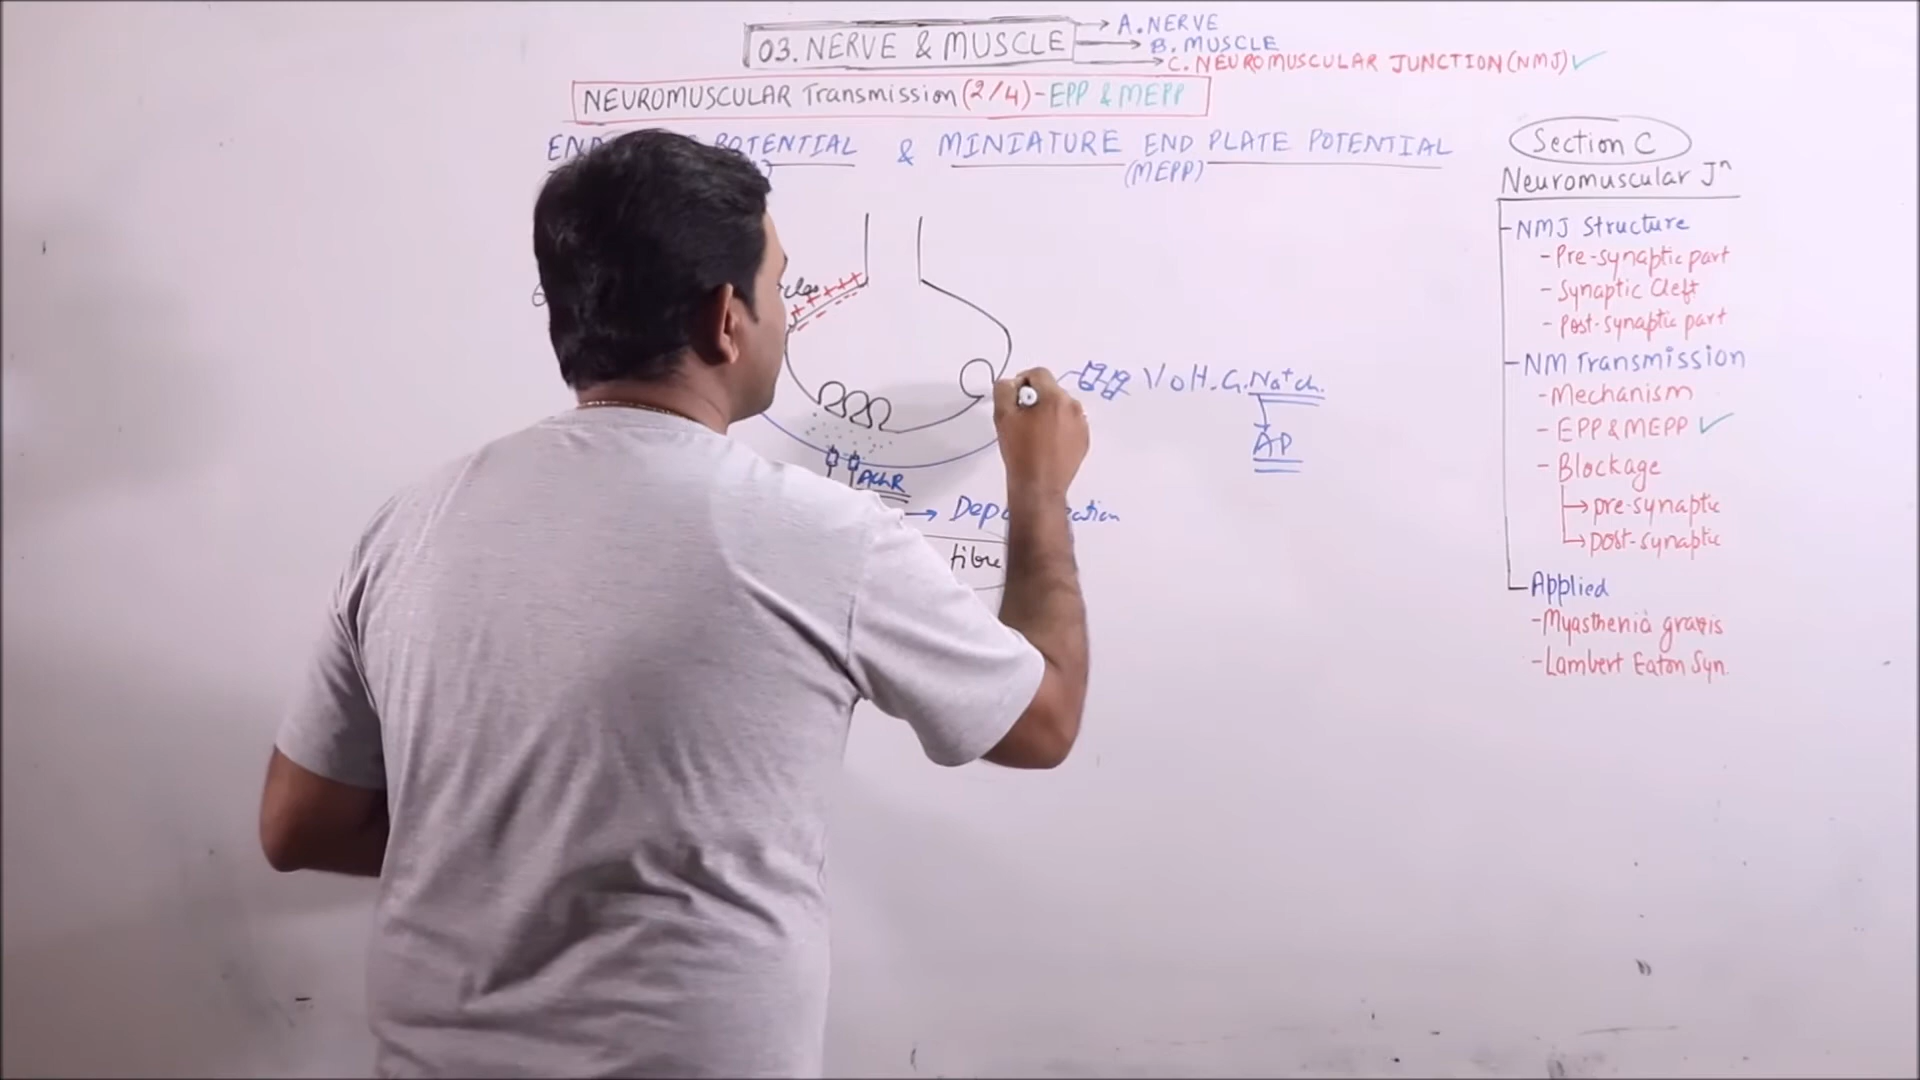 03. NERVE & MUSCLE
A. NERVE
B. MUSCLE
C. NEUROMUSCULAR JUNCTION (NMJ) ✓
NEUROMUSCULAR Transmission (2/4) - EPP & MEPP
END POTENTIAL & MINIATURE END PLATE POTENTIAL
(MEPP)
V o H. G. Na+ ch.
AP
AChR
→ Dep
fibre
Section C
Neuromuscular Jn
NMJ Structure
- Pre-synaptic part
- Synaptic Cleft
- Post-synaptic part
NM Transmission
- Mechanism
- EPP & MEPP ✓
- Blockage
→ pre-synaptic
→ post-synaptic
Applied
- Myasthenia gravis
- Lambert Eaton Syn.